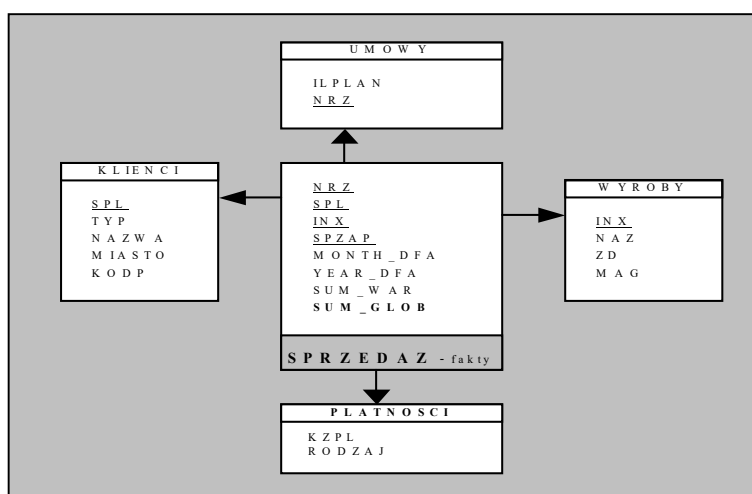 UMOWY
ILPLAN
NRZ
KLIENCI
SPL
TYP
NAZWA
MIASTO
KODP
NRZ
SPL
INX
SPZAP
MONTH_DFA
YEAR_DFA
SUM_WAR
SUM_GLOB
SPRZEDAZ - fakty
WYROBY
INX
NAZ
ZD
MAG
PLATNOSCI
KZPL
RODZAJ